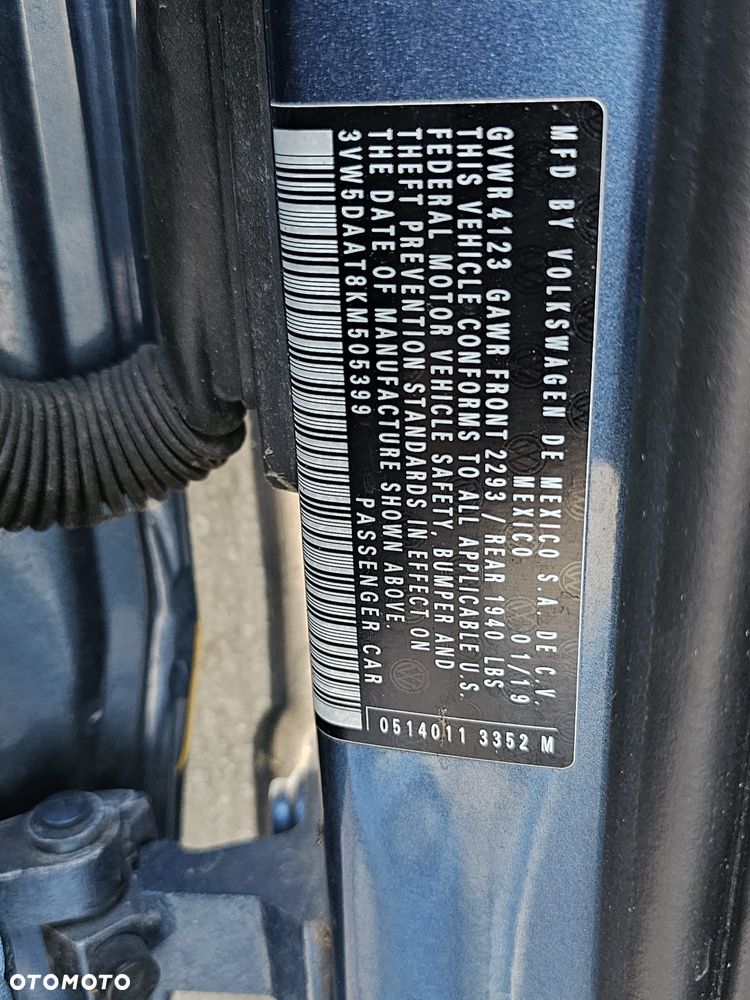 MFD BY VOLKSWAGEN DE MEXICO S.A. DE C.V.
MEXICO 01/19
GVWR 4123 GAWR FRONT 2293 / REAR 1940 LBS
THIS VEHICLE CONFORMS TO ALL APPLICABLE U.S.
FEDERAL MOTOR VEHICLE SAFETY, BUMPER AND
THEFT PREVENTION STANDARDS IN EFFECT ON
THE DATE OF MANUFACTURE SHOWN ABOVE.
3VW5DAAT8KM505399 PASSENGER CAR
0514011 3352 M
OTOMOTO